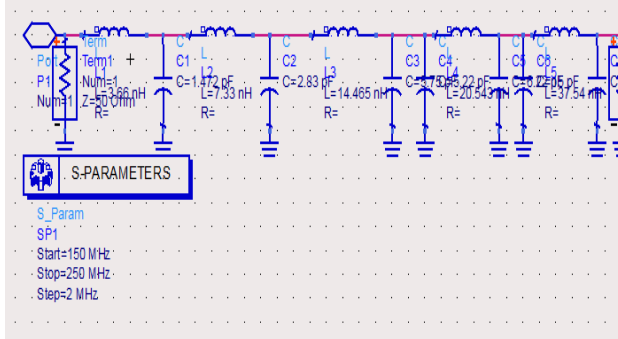 Port
P1
Num=1
Term
Term1
Num=1
Z=50 Ohm
L
L=3.66 nH
R=
C
C1
C=1.472 pF
L
L2
L=7.33 nH
R=
C
C2
C=2.83 pF
L
L3
L=14.465 nH
R=
C
C3
C
C4
L
L4
L=20.543 nH
R=
C
C5
C
C6
L
L5
L=37.54 nH
R=
S-PARAMETERS
S_Param
SP1
Start=150 MHz
Stop=250 MHz
Step=2 MHz